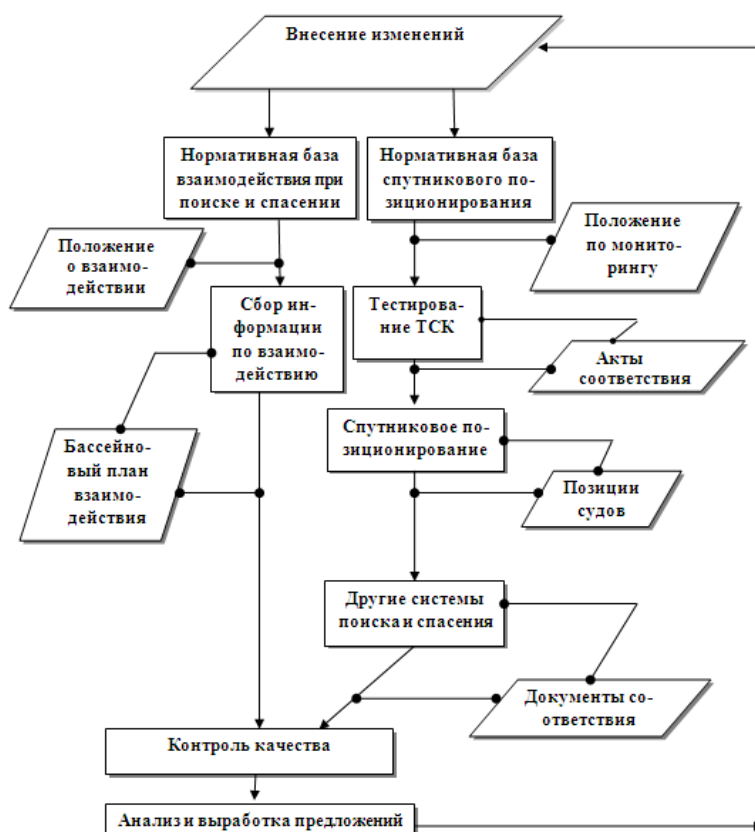 Внесение изменений
Нормативная база
взаимодействия при
поиске и спасении
Нормативная база
спутникового по-
зиционирования
Положение
о взаимо-
действии
Положение
по монито-
рингу
Сбор ин-
формации
по взаимо-
действию
Тестирова-
ние ТСК
Акты
соответствия
Бассейно-
вый план
взаимо-
действия
Спутниковое по-
зиционирование
Позиции
судов
Другие системы
поиска и спасения
Документы со-
ответствия
Контроль качества
Анализ и выработка предложений